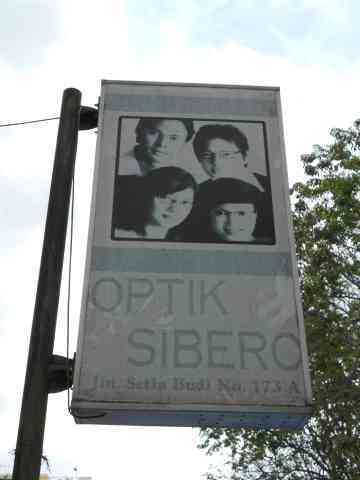 OPTIK
SIBERO
Jln. Setia Budi No. 173 A